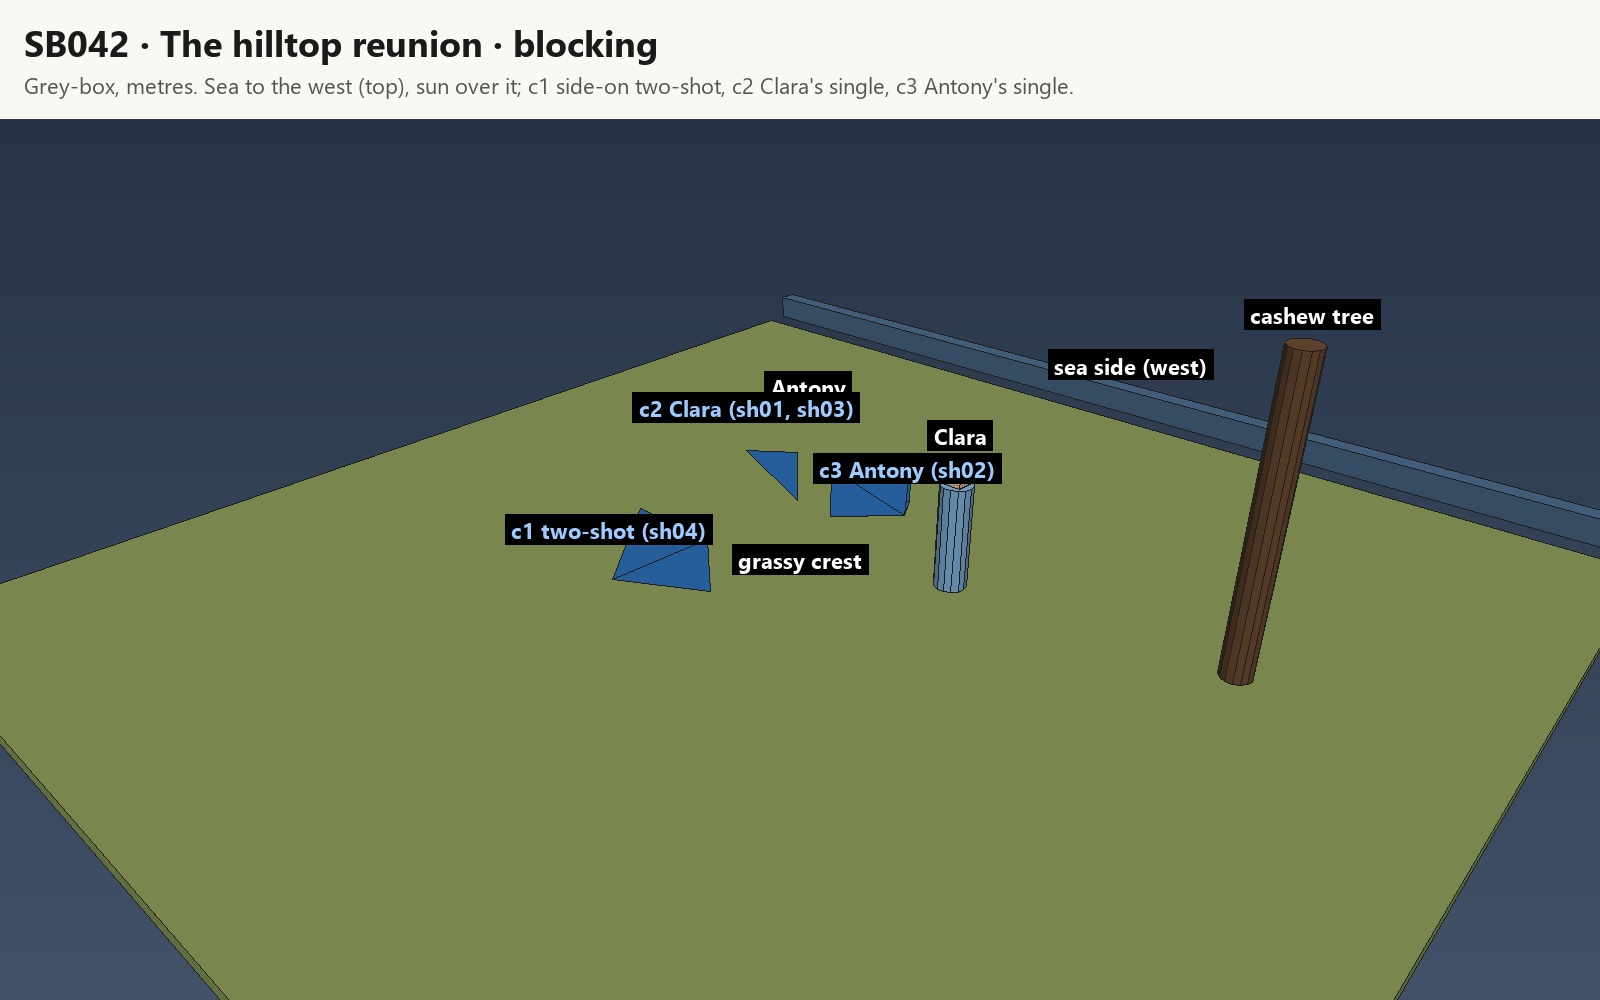 SB042 · The hilltop reunion · blocking
Grey-box, metres. Sea to the west (top), sun over it; c1 side-on two-shot, c2 Clara's single, c3 Antony's single.
cashew tree
sea side (west)
Antony
c2 Clara (sh01, sh03)
Clara
c3 Antony (sh02)
c1 two-shot (sh04)
grassy crest